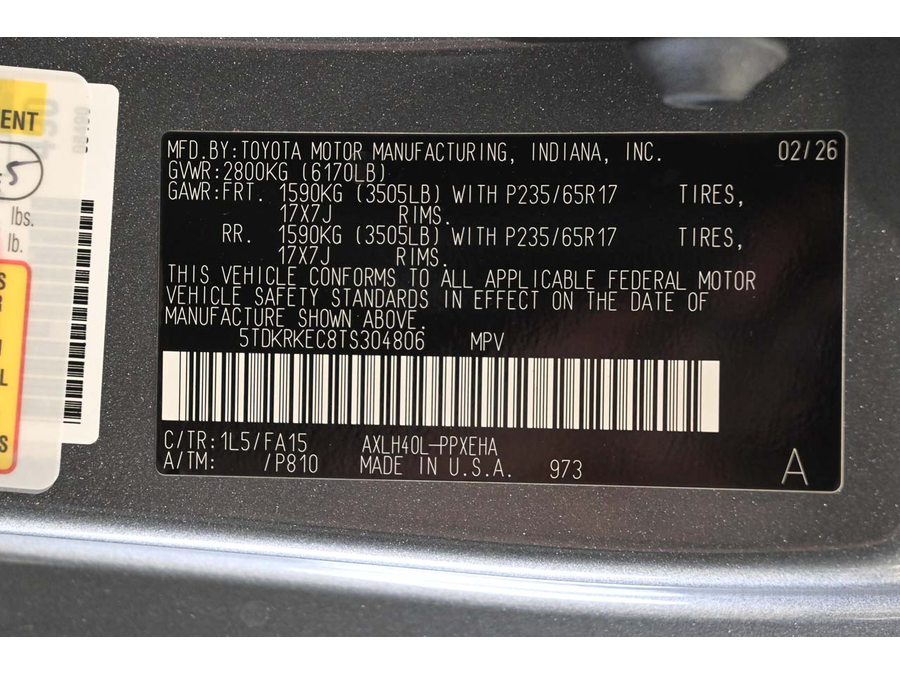 MFD.BY:TOYOTA MOTOR MANUFACTURING, INDIANA, INC. 02/26
GVWR:2800KG (6170LB)
GAWR:FRT. 1590KG (3505LB) WITH P235/65R17 TIRES,
17X7J RIMS.
RR. 1590KG (3505LB) WITH P235/65R17 TIRES,
17X7J RIMS.
THIS VEHICLE CONFORMS TO ALL APPLICABLE FEDERAL MOTOR
VEHICLE SAFETY STANDARDS IN EFFECT ON THE DATE OF
MANUFACTURE SHOWN ABOVE.
5TDKRKEC8TS304806 MPV
C/TR:1L5/FA15 AXLH40L-PPXEHA
A/TM: /P810 MADE IN U.S.A. 973 A
ENT
5
lbs.
lb.
S
R
N
L
S